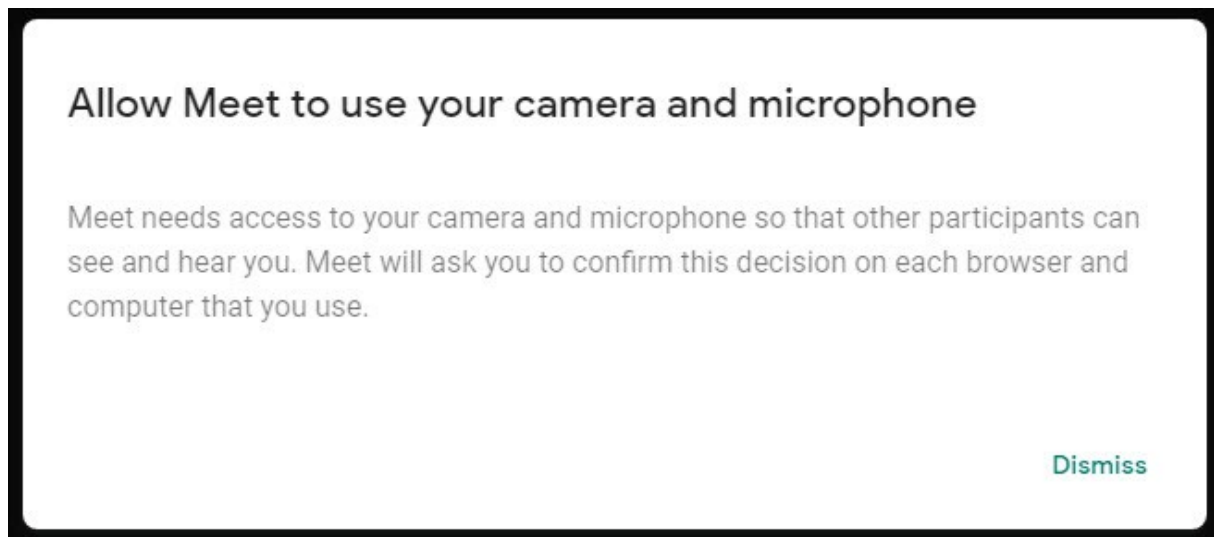 Allow Meet to use your camera and microphone
Meet needs access to your camera and microphone so that other participants can
see and hear you. Meet will ask you to confirm this decision on each browser and
computer that you use.
Dismiss